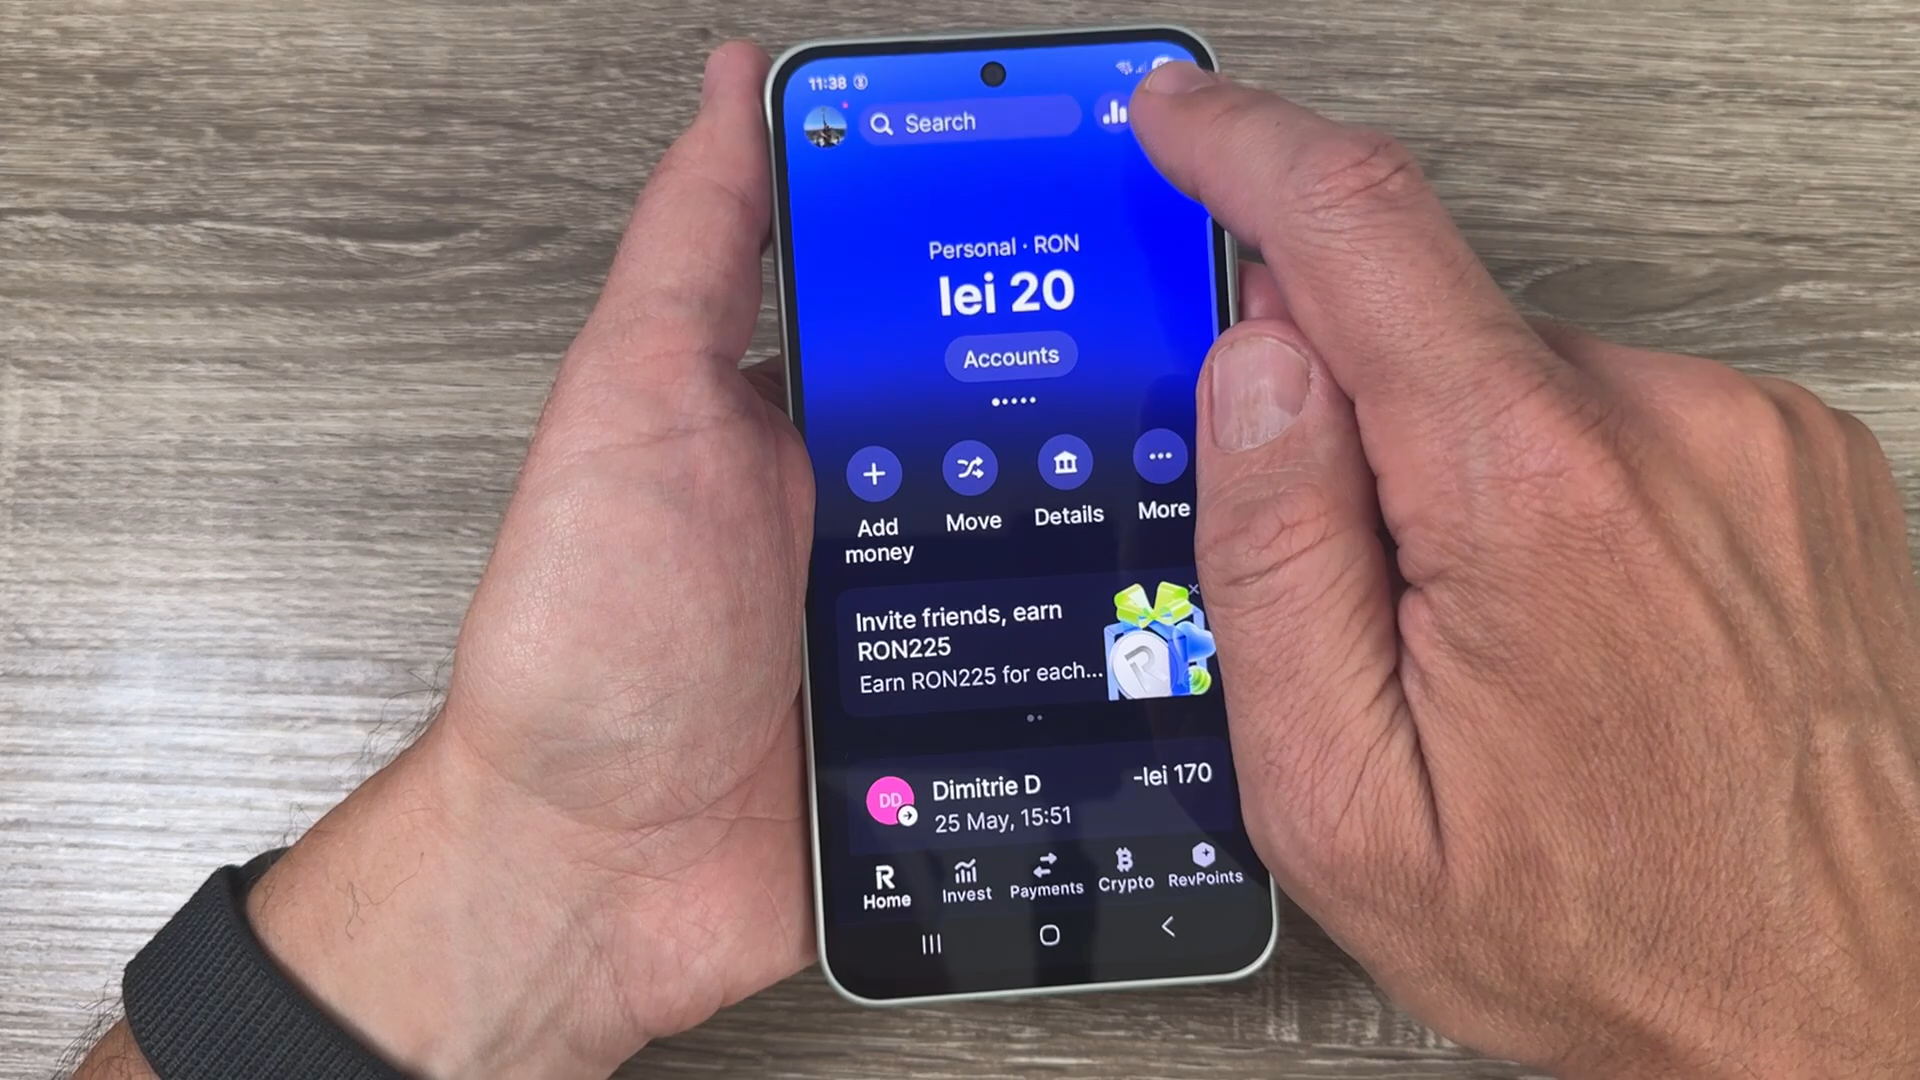 11:38
Search
Personal · RON
lei 20
Accounts
Add money
Move
Details
More
Invite friends, earn
RON225
Earn RON225 for each...
DD
Dimitrie D
-lei 170
25 May, 15:51
Home
Invest
Payments
Crypto
RevPoints